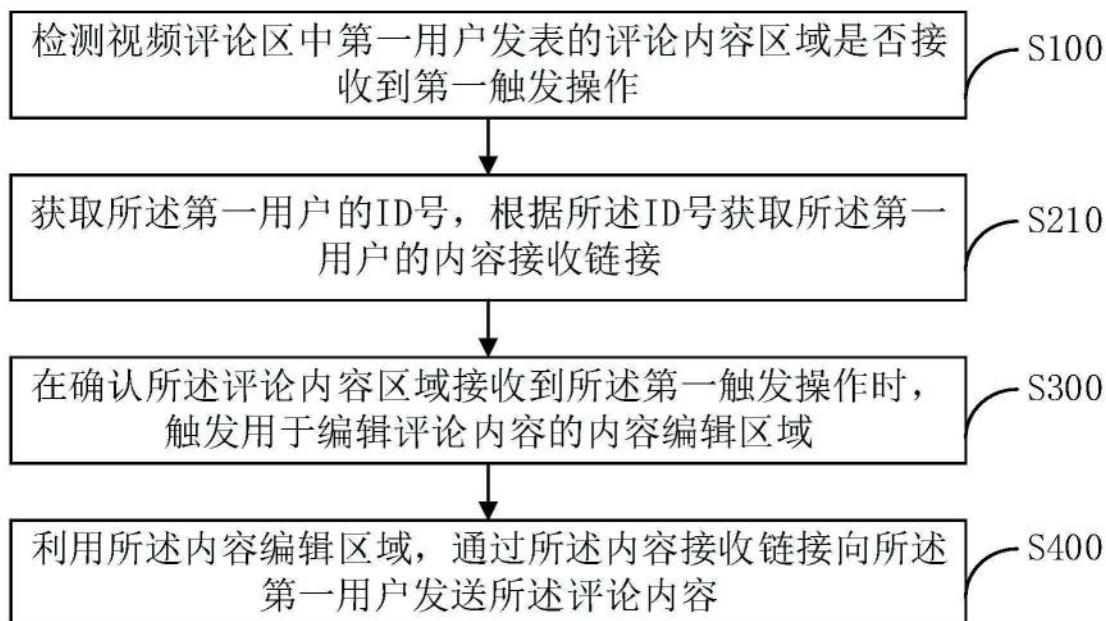 检测视频评论区中第一用户发表的评论内容区域是否接
收到第一触发操作
S100
获取所述第一用户的ID号，根据所述ID号获取所述第一
用户的内容接收链接
S210
在确认所述评论内容区域接收到所述第一触发操作时，
触发用于编辑评论内容的内容编辑区域
S300
利用所述内容编辑区域，通过所述内容接收链接向所述
第一用户发送所述评论内容
S400